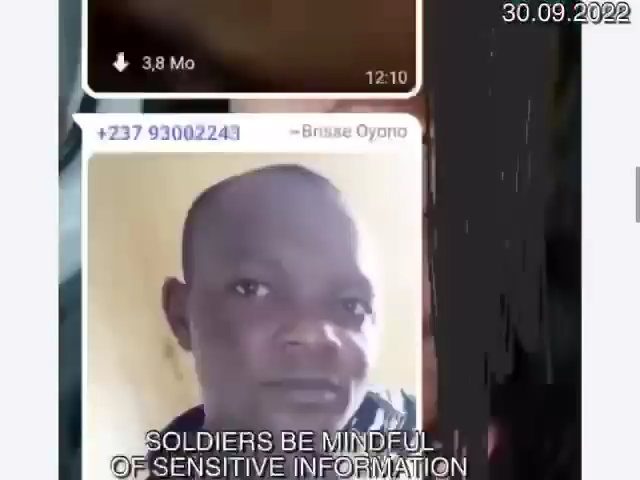 30.09.2022
3,8 Mo
12:10
+237 93002243
~Brisse Oyono
SOLDIERS BE MINDFUL
OF SENSITIVE INFORMATION